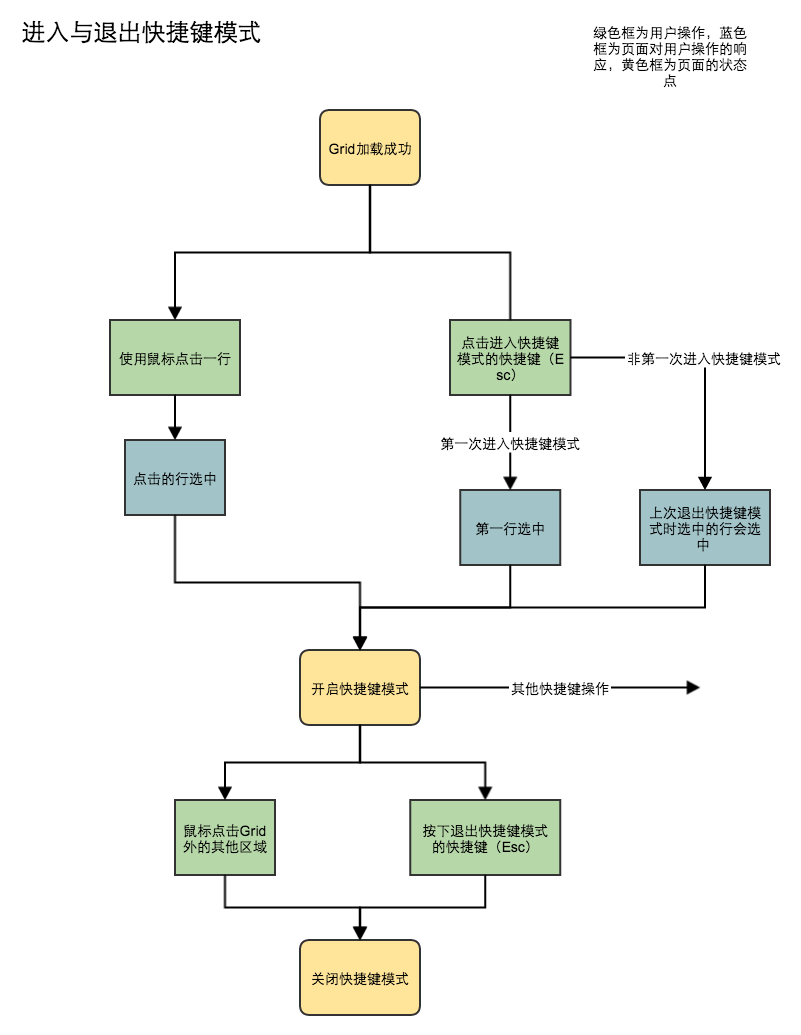 进入与退出快捷键模式
绿色框为用户操作，蓝色
框为页面对用户操作的响
应，黄色框为页面的状态
点
Grid加载成功
使用鼠标点击一行
点击进入快捷键
模式的快捷键（E
sc）
非第一次进入快捷键模式
第一次进入快捷键模式
点击的行选中
第一行选中
上次退出快捷键模
式时选中的行会选
中
开启快捷键模式
其他快捷键操作
鼠标点击Grid
外的其他区域
按下退出快捷键模式
的快捷键（Esc）
关闭快捷键模式